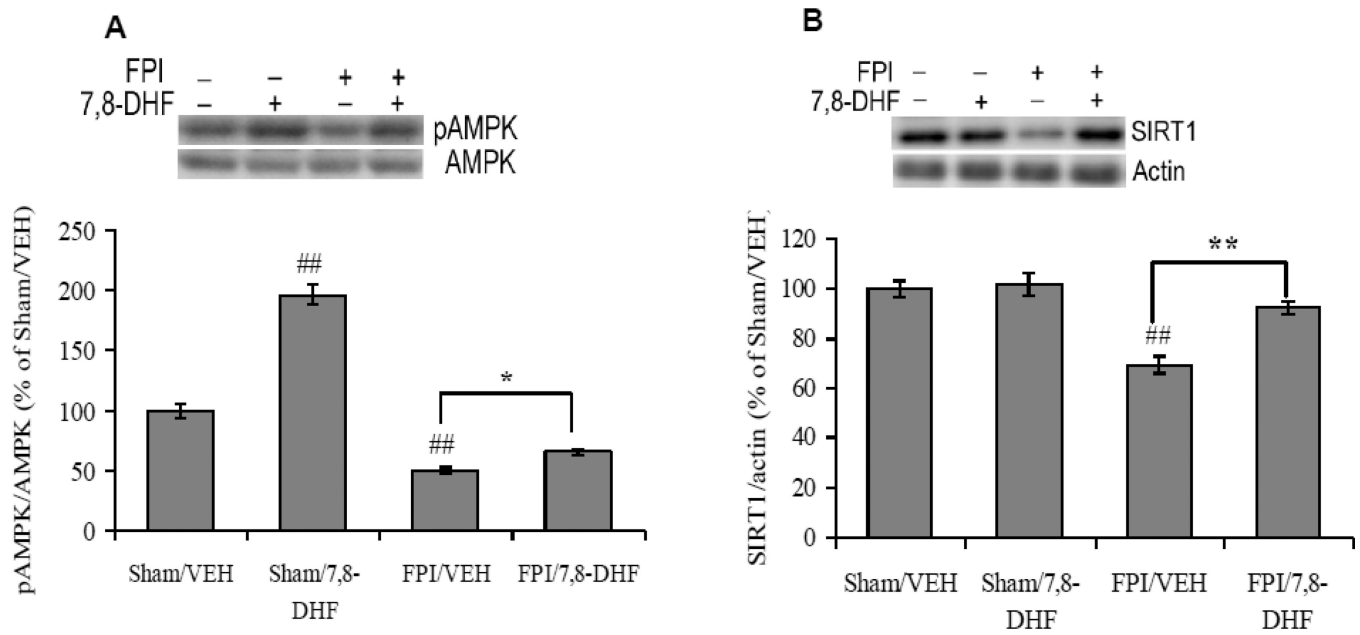 A
FPI – – + +
7,8-DHF – + – +
pAMPK
AMPK
pAMPK/AMPK (% of Sham/VEH)
250
200
150
100
50
0
##
##
*
Sham/VEH Sham/7,8- FPI/VEH FPI/7,8-DHF
DHF
B
FPI – – + +
7,8-DHF – + – +
SIRT1
Actin
SIRT1/actin (% of Sham/VEH)
120
100
80
60
40
20
0
##
**
Sham/VEH Sham/7,8- FPI/VEH FPI/7,8-
DHF DHF